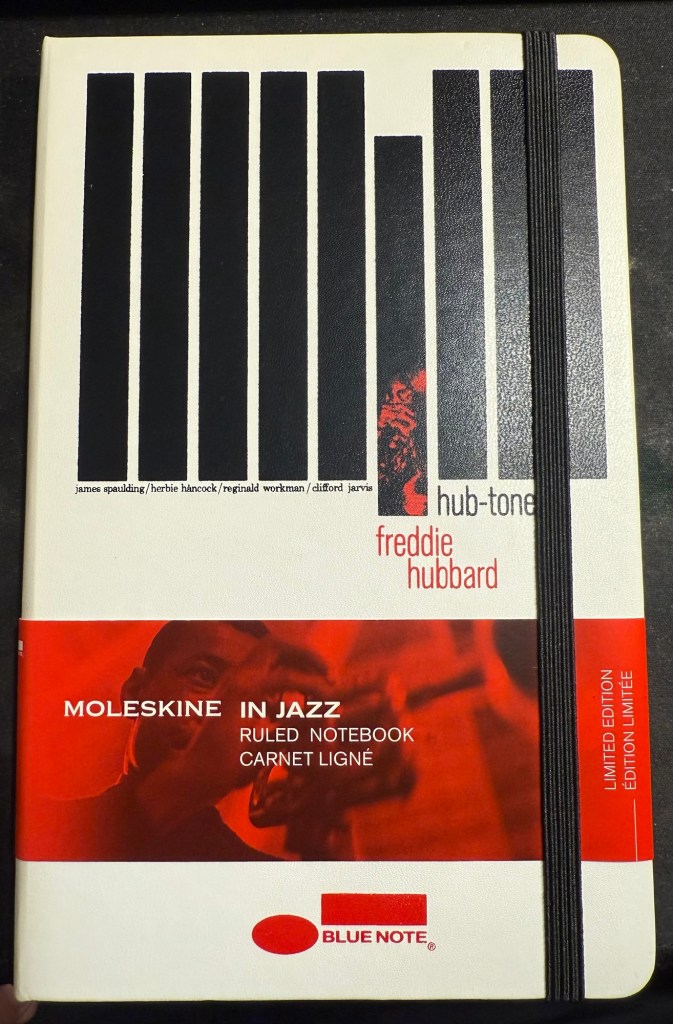 james spaulding/herbie hancock/reginald workman/clifford jarvis
hub-tone
freddie
hubbard
MOLESKINE IN JAZZ
RULED NOTEBOOK
CARNET LIGNÉ
LIMITED EDITION
ÉDITION LIMITÉE
BLUE NOTE®